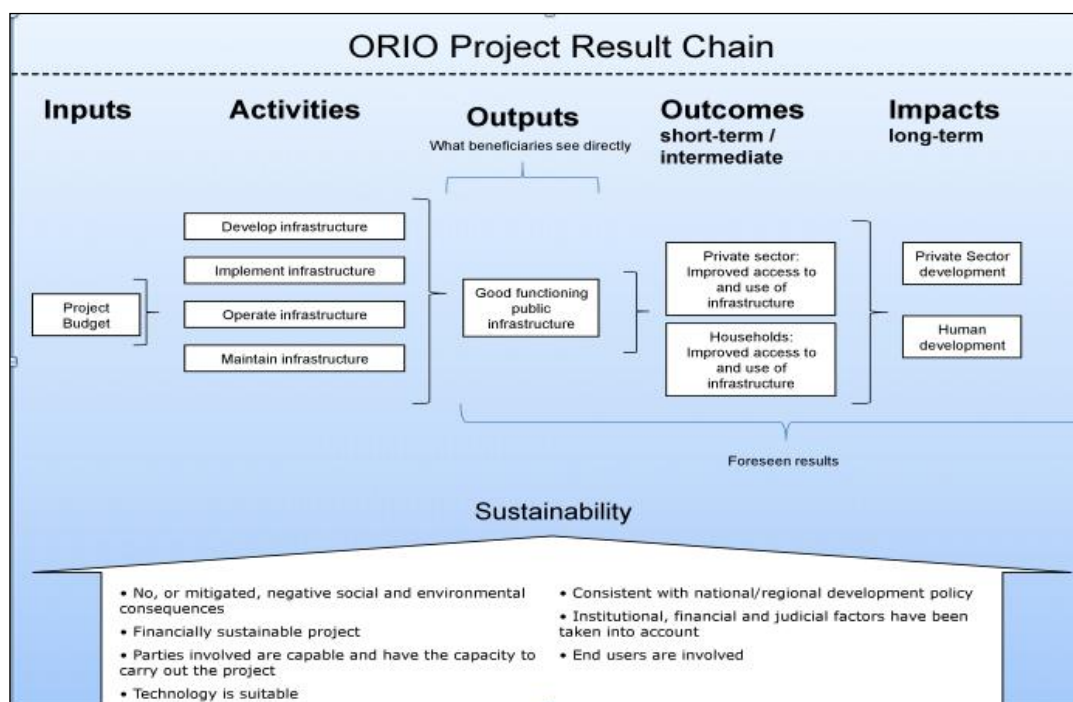 ORIO Project Result Chain
Inputs
Activities
Outputs
What beneficiaries see directly
Outcomes
short-term /
intermediate
Impacts
long-term
Project
Budget
Develop infrastructure
Implement infrastructure
Operate infrastructure
Maintain infrastructure
Good functioning
public
infrastructure
Private sector:
Improved access to
and use of
infrastructure
Households:
Improved access to
and use of
infrastructure
Private Sector
development
Human
development
Foreseen results
Sustainability
• No, or mitigated, negative social and environmental
consequences
• Financially sustainable project
• Parties involved are capable and have the capacity to
carry out the project
• Technology is suitable
• Consistent with national/regional development policy
• Institutional, financial and judicial factors have been
taken into account
• End users are involved